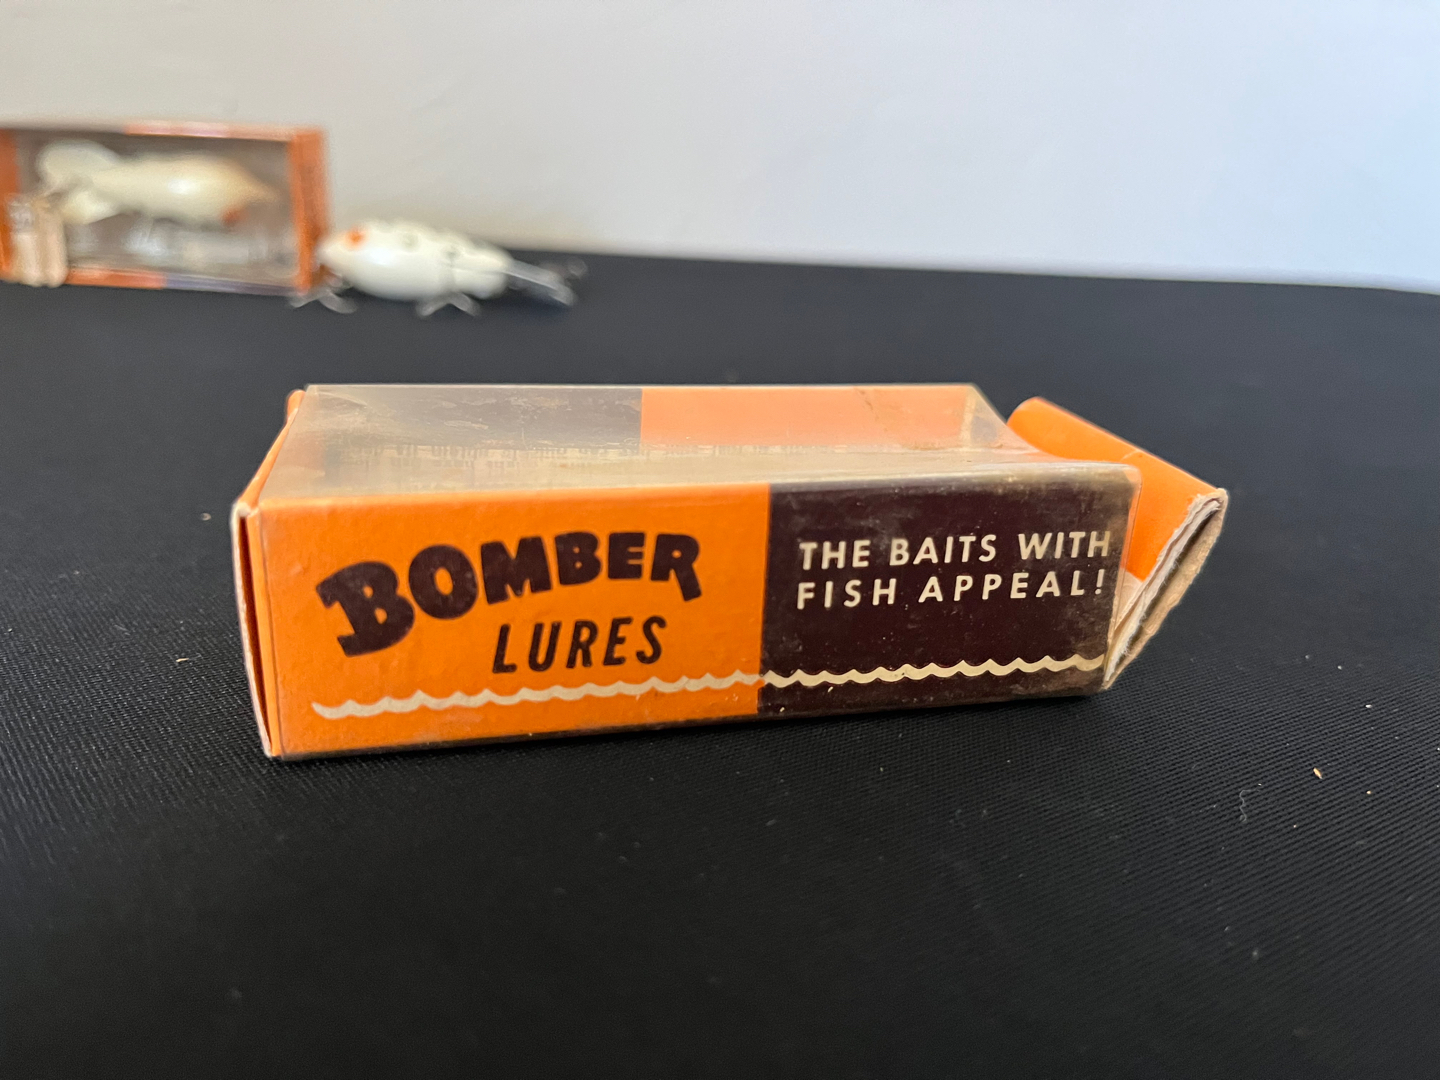 BOMBER
LURES
THE BAITS WITH
FISH APPEAL!